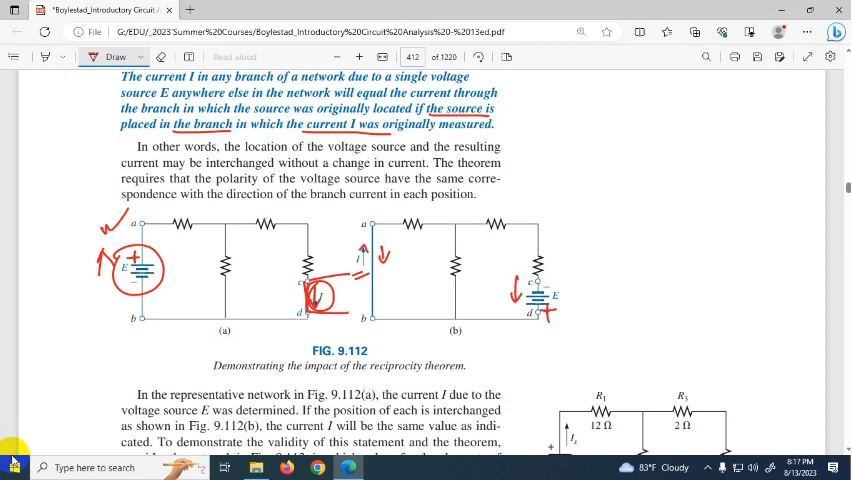 *Boylestad_Introductory Circuit A
File
G:/EDU/_2023'Summer%20Courses/Boylestad_Introductory%20Circuit%20Analysis%20-%2013ed.pdf
Draw
Read aloud
412
of 1220
The current I in any branch of a network due to a single voltage
source E anywhere else in the network will equal the current through
the branch in which the source was originally located if the source is
placed in the branch in which the current I was originally measured.
In other words, the location of the voltage source and the resulting
current may be interchanged without a change in current. The theorem
requires that the polarity of the voltage source have the same corre-
spondence with the direction of the branch current in each position.
a
+
E
–
b
c
I
d
(a)
a
I
b
c
–
E
d
+
(b)
FIG. 9.112
Demonstrating the impact of the reciprocity theorem.
In the representative network in Fig. 9.112(a), the current I due to the
voltage source E was determined. If the position of each is interchanged
as shown in Fig. 9.112(b), the current I will be the same value as indi-
cated. To demonstrate the validity of this statement and the theorem,
R1
12 Ω
R3
2 Ω
Is
+
Type here to search
83°F Cloudy
8:17 PM
8/13/2023